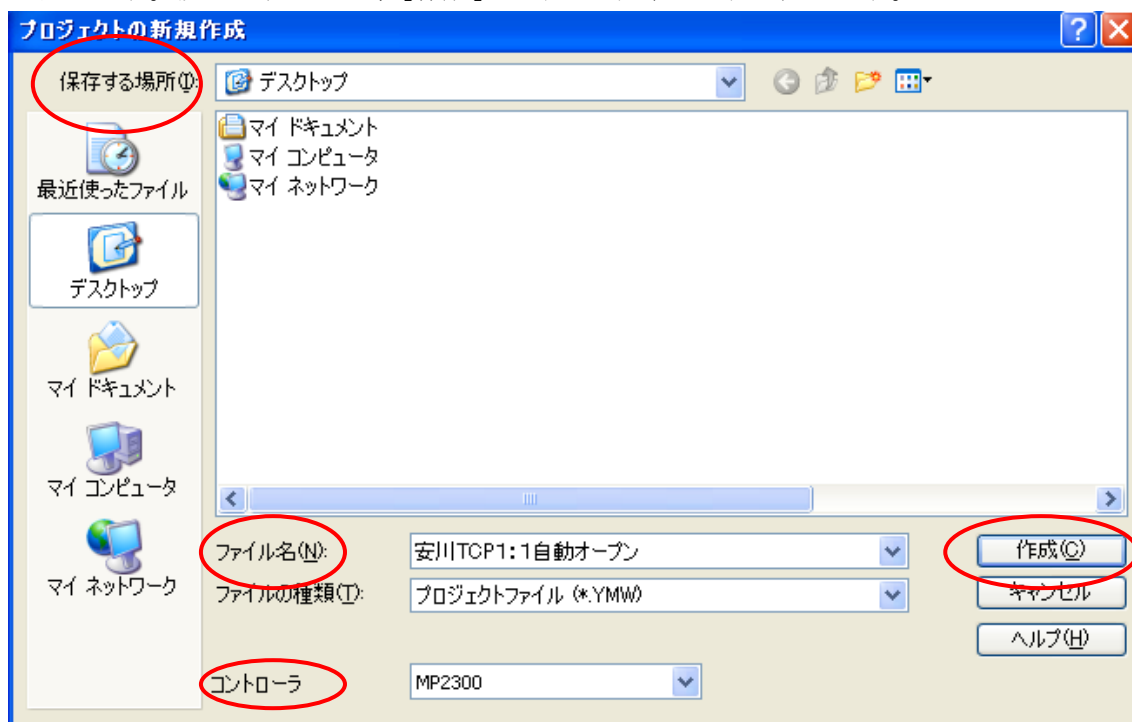 プロジェクトの新規作成
保存する場所(I):
デスクトップ
マイ ドキュメント
マイ コンピュータ
マイ ネットワーク
最近使ったファイル
デスクトップ
マイ ドキュメント
マイ コンピュータ
マイ ネットワーク
ファイル名(N):
安川TCP1:1自動オープン
作成(C)
ファイルの種類(T):
プロジェクトファイル (*.YMW)
キャンセル
ヘルプ(H)
コントローラ
MP2300